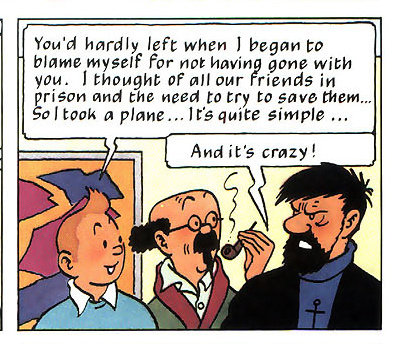 You'd hardly left when I began to
blame myself for not having gone with
you. I thought of all our friends in
prison and the need to try to save them...
So I took a plane... It's quite simple ...
And it's crazy!